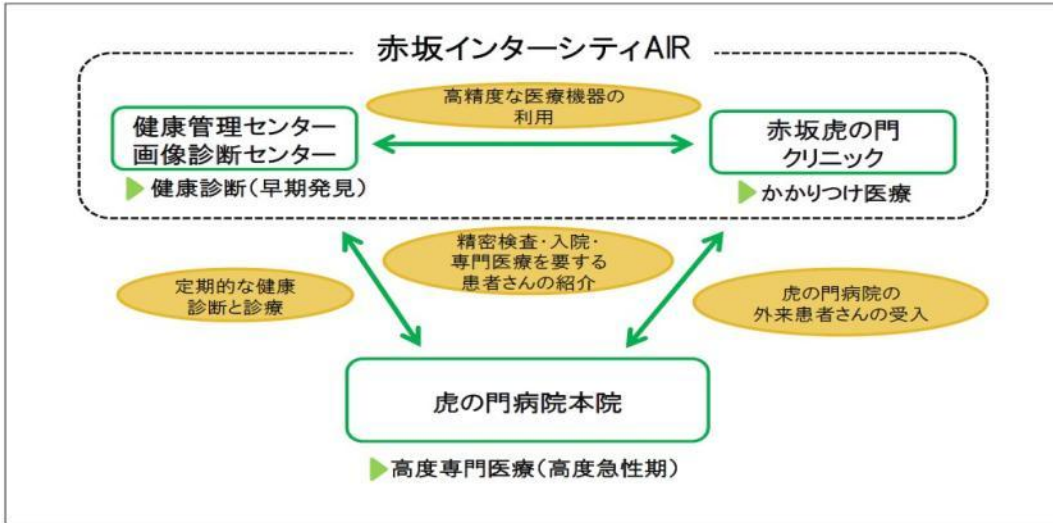 赤坂インターシティAIR
高精度な医療機器の
利用
健康管理センター
画像診断センター
▶健康診断(早期発見)
赤坂虎の門
クリニック
▶かかりつけ医療
精密検査・入院・
専門医療を要する
患者さんの紹介
定期的な健康
診断と診療
虎の門病院の
外来患者さんの受入
虎の門病院本院
▶高度専門医療(高度急性期)